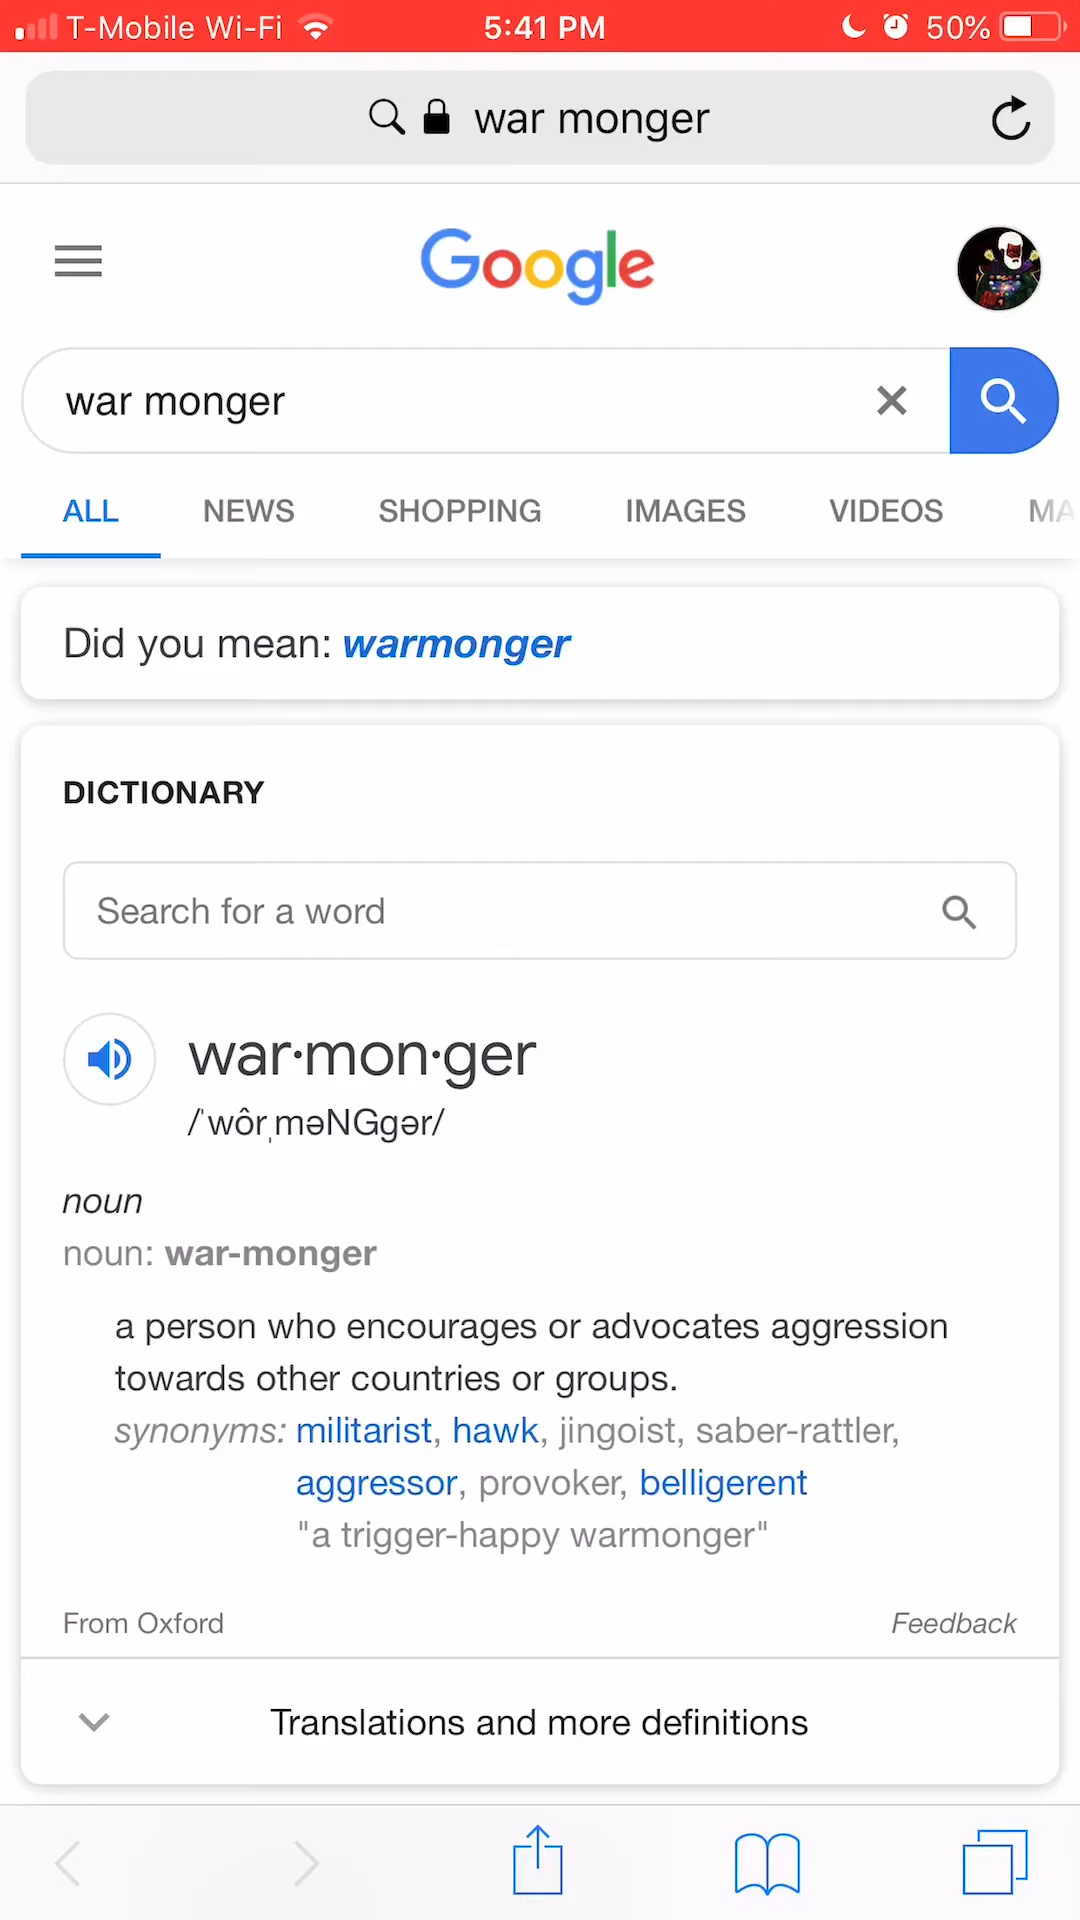 T-Mobile Wi-Fi 5:41 PM 50%
war monger
Google
war monger
ALL NEWS SHOPPING IMAGES VIDEOS MA
Did you mean: warmonger
DICTIONARY
Search for a word
war·mon·ger
/ˈwôrˌməNGgər/
noun
noun: war-monger
a person who encourages or advocates aggression
towards other countries or groups.
synonyms: militarist, hawk, jingoist, saber-rattler,
aggressor, provoker, belligerent
"a trigger-happy warmonger"
From Oxford Feedback
Translations and more definitions